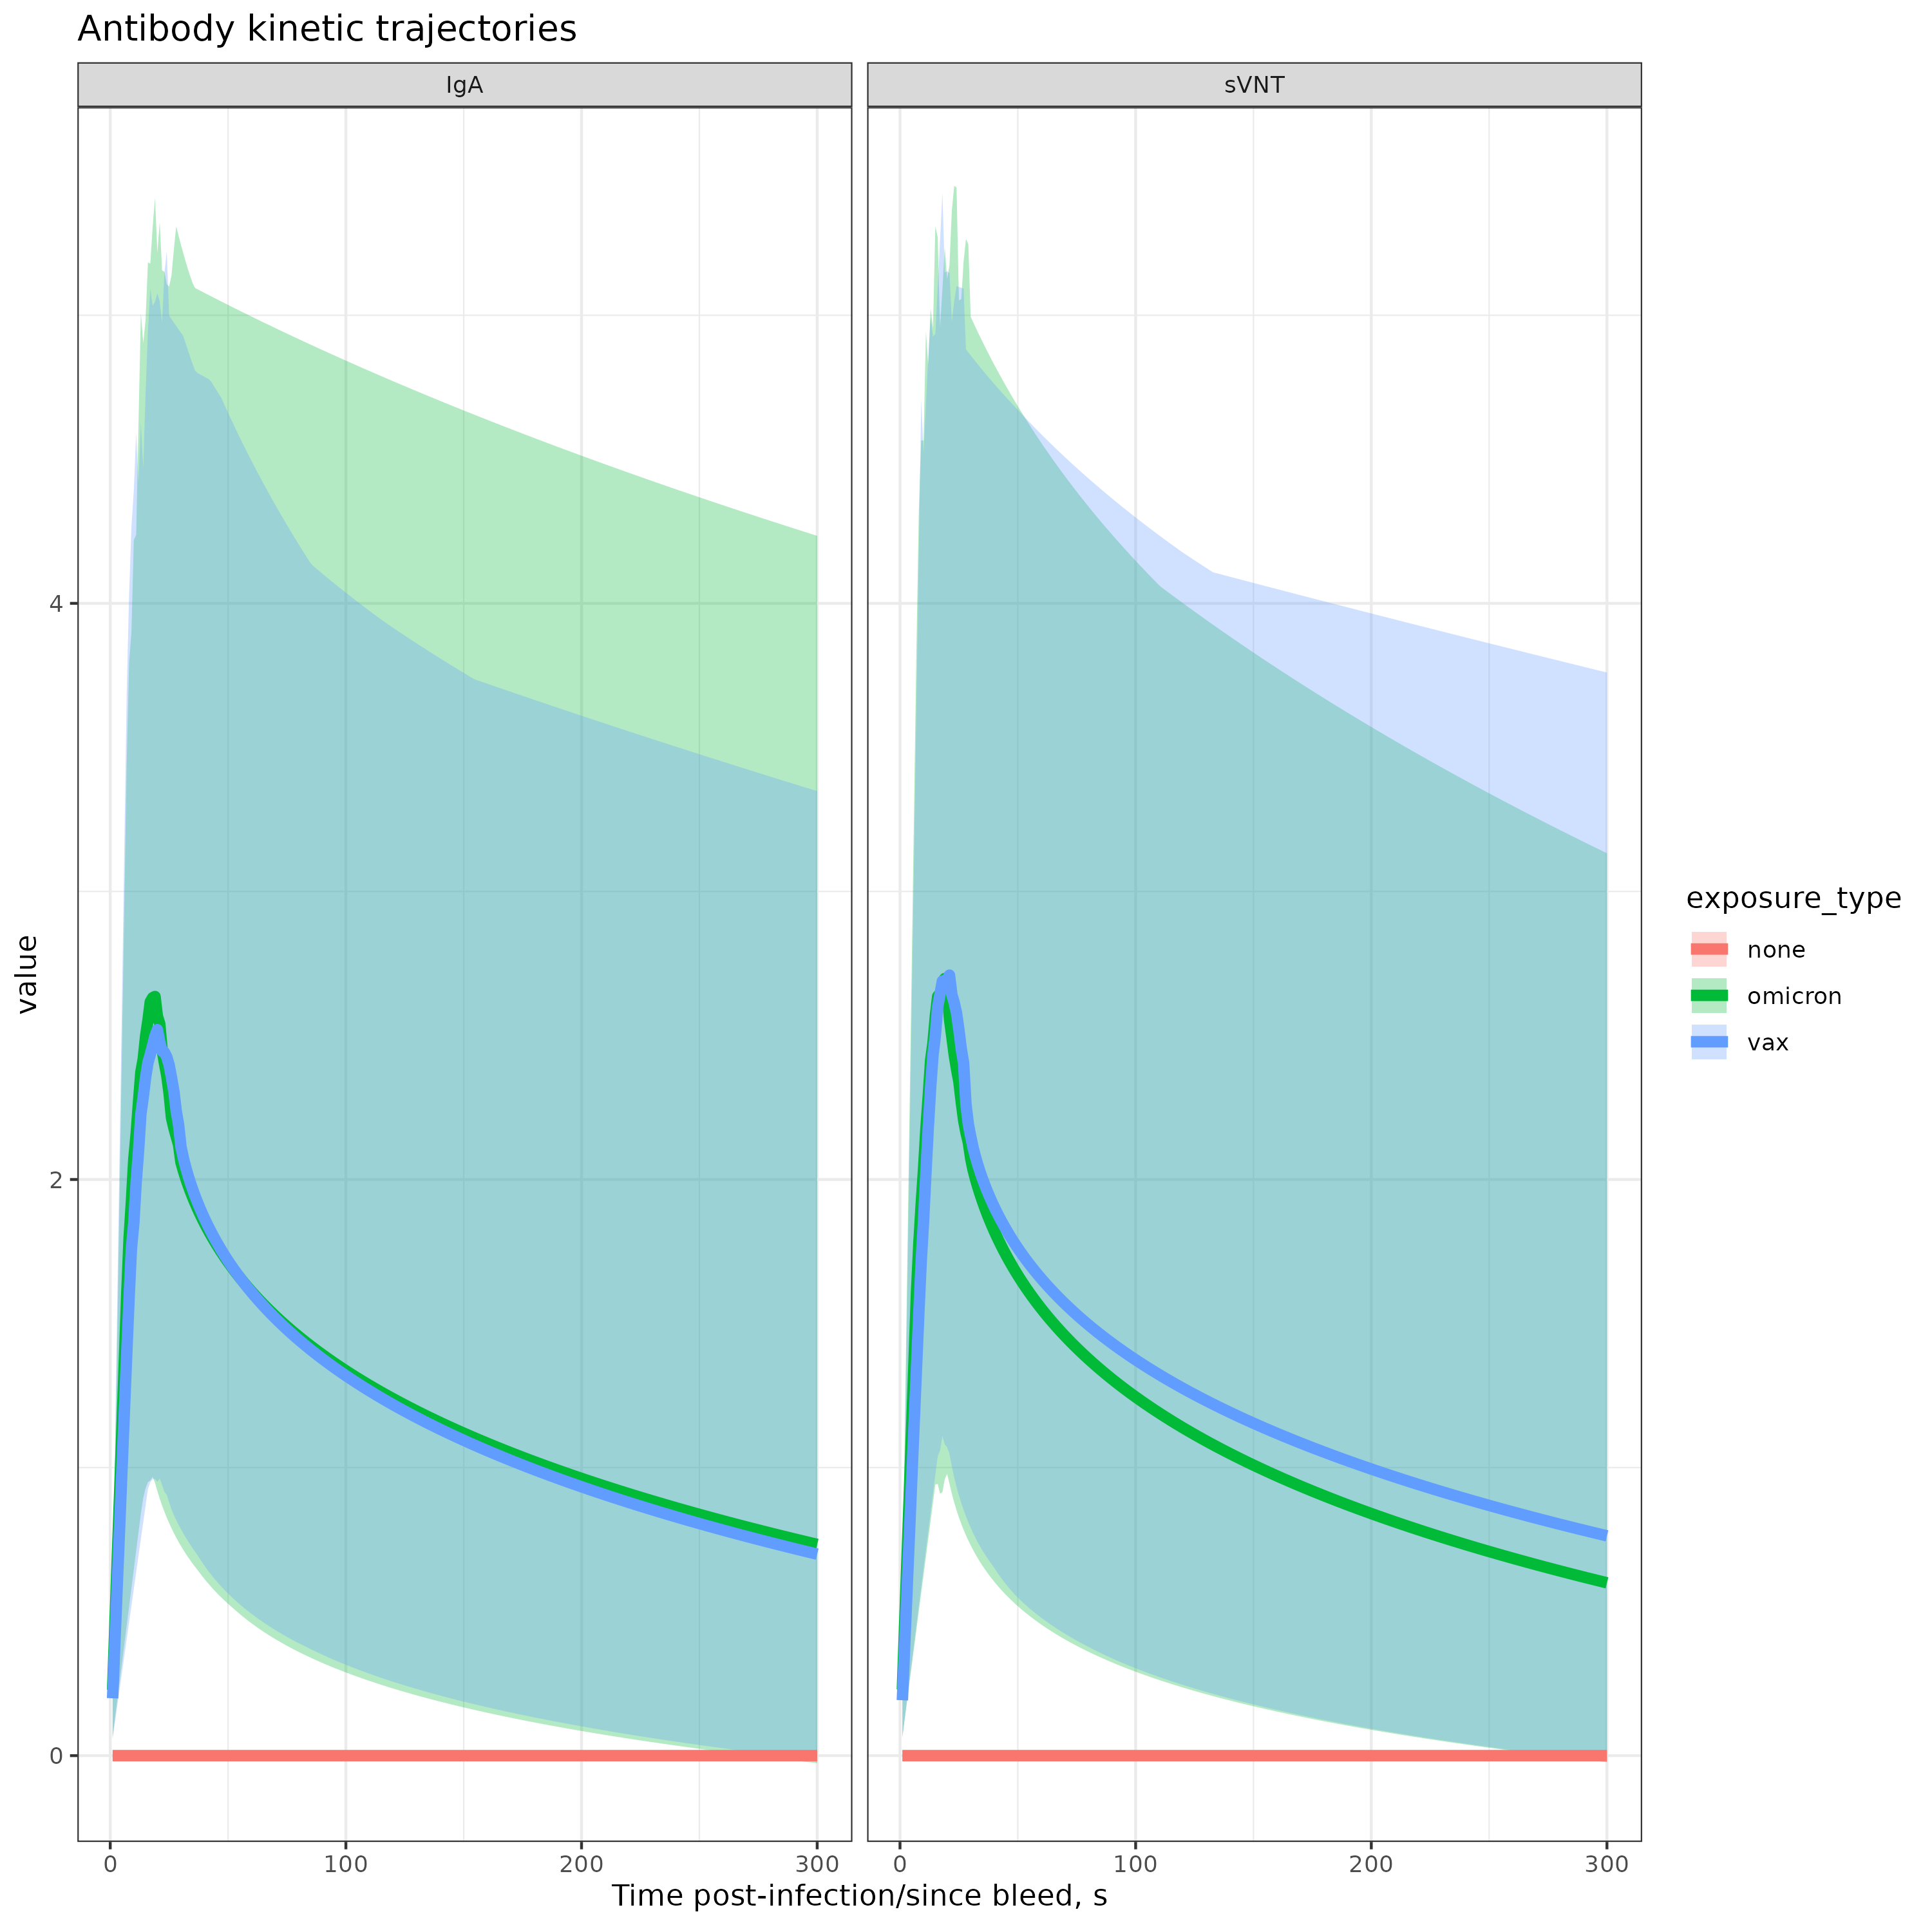 Antibody kinetic trajectories
IgA
sVNT
value
4
2
0
0
100
200
300
0
100
200
300
Time post-infection/since bleed, s
exposure_type
none
omicron
vax